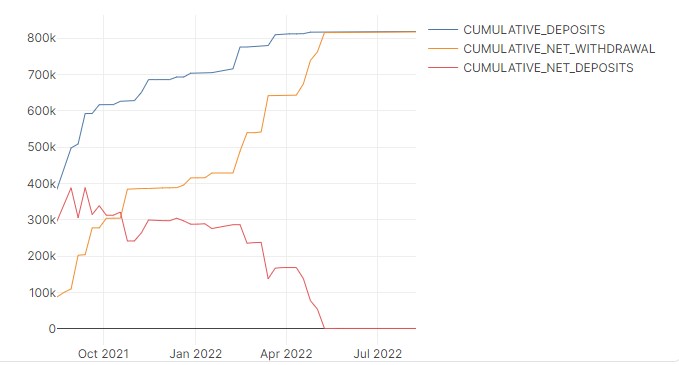 CUMULATIVE_DEPOSITS
CUMULATIVE_NET_WITHDRAWAL
CUMULATIVE_NET_DEPOSITS
800k
700k
600k
500k
400k
300k
200k
100k
0
Oct 2021 Jan 2022 Apr 2022 Jul 2022